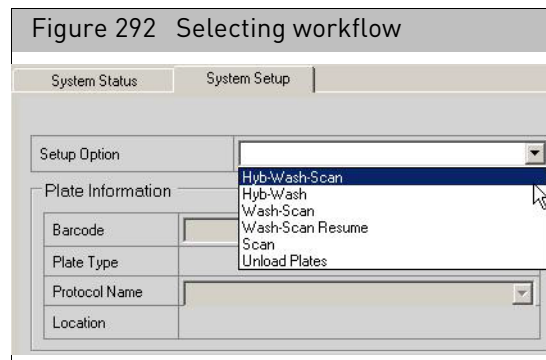 Figure 292 Selecting workflow
System Status System Setup
Setup Option
Hyb-Wash-Scan
Hyb-Wash
Wash-Scan
Wash-Scan Resume
Scan
Unload Plates
Plate Information
Barcode
Plate Type
Protocol Name
Location